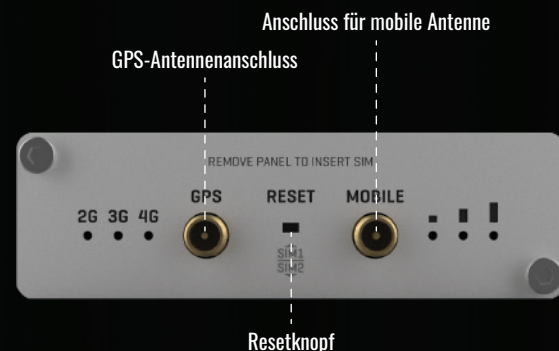 Anschluss für mobile Antenne
GPS-Antennenanschluss
REMOVE PANEL TO INSERT SIM
GPS RESET MOBILE
2G 3G 4G
SIM1
SIM2
Resetknopf